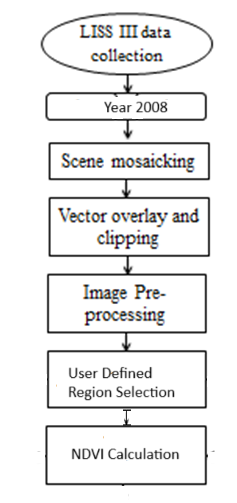 LISS III data
collection
Year 2008
Scene mosaicking
Vector overlay and
clipping
Image Pre-
processing
User Defined
Region Selection
NDVI Calculation